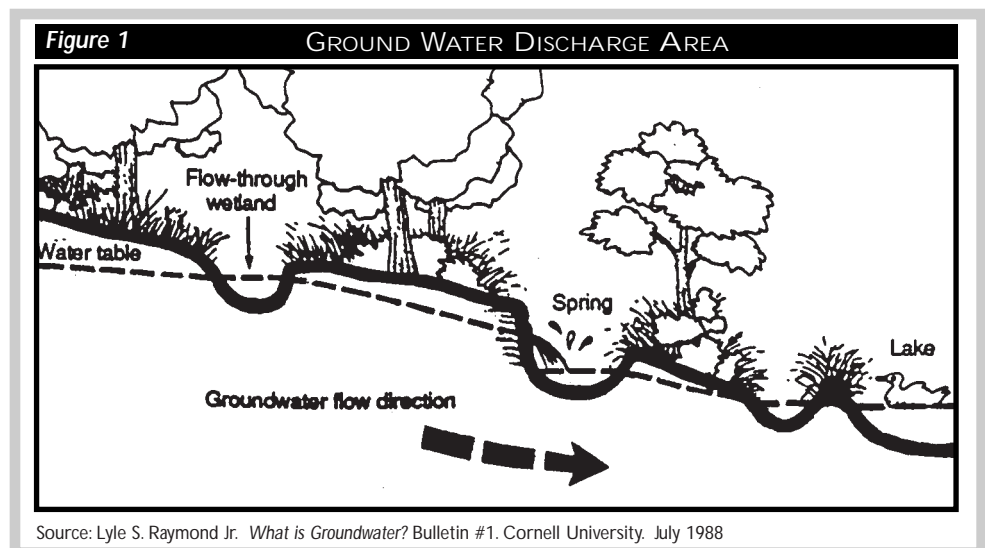 Figure 1
GROUND WATER DISCHARGE AREA
Flow-through
wetland
Water table
Spring
Lake
Groundwater flow direction
Source: Lyle S. Raymond Jr. What is Groundwater? Bulletin #1. Cornell University. July 1988